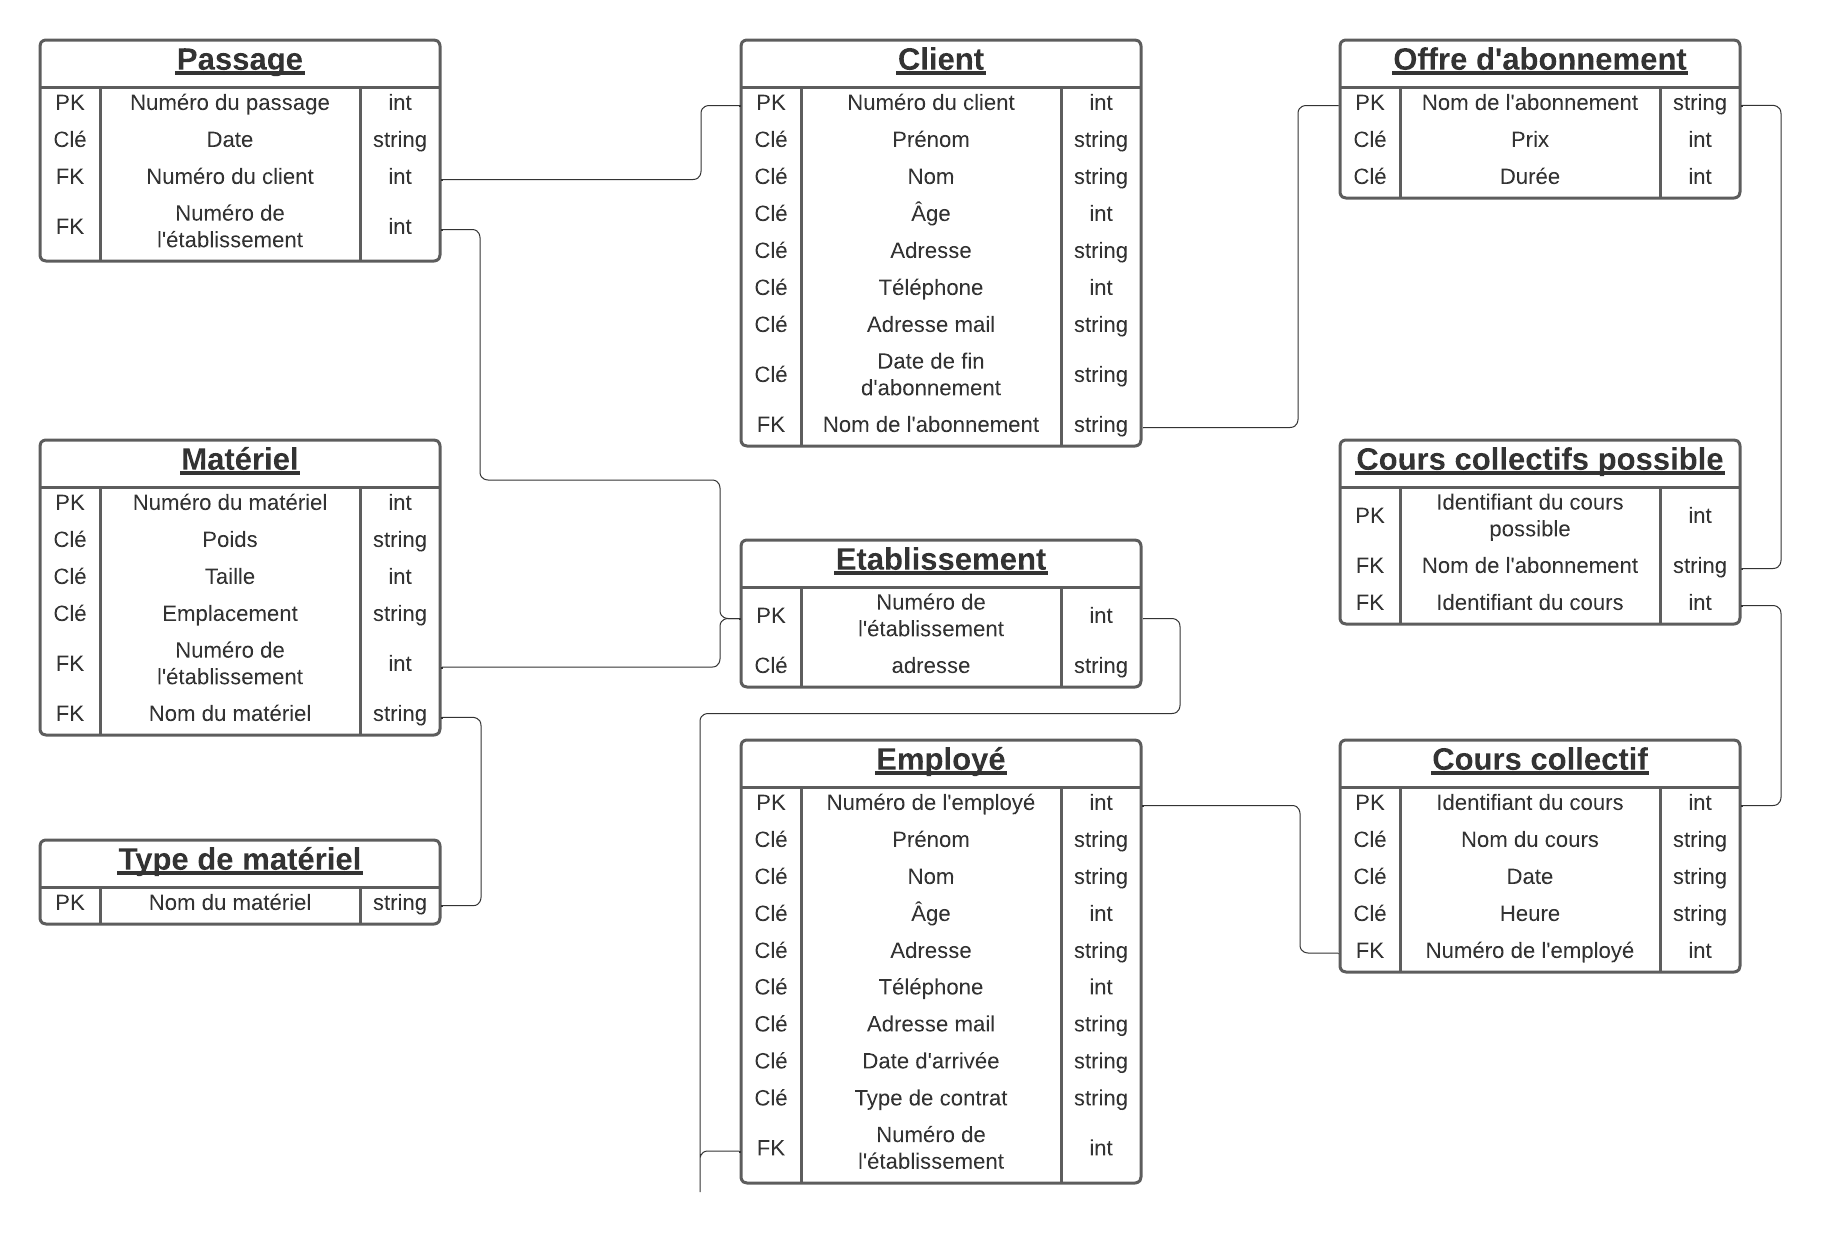 Passage
PK Numéro du passage int
Clé Date string
FK Numéro du client int
FK Numéro de
l'établissement int
Client
PK Numéro du client int
Clé Prénom string
Clé Nom string
Clé Âge int
Clé Adresse string
Clé Téléphone int
Clé Adresse mail string
Clé Date de fin
d'abonnement string
FK Nom de l'abonnement string
Offre d'abonnement
PK Nom de l'abonnement string
Clé Prix int
Clé Durée int
Matériel
PK Numéro du matériel int
Clé Poids string
Clé Taille int
Clé Emplacement string
FK Numéro de
l'établissement int
FK Nom du matériel string
Etablissement
PK Numéro de
l'établissement int
Clé adresse string
Cours collectifs possible
PK Identifiant du cours
possible int
FK Nom de l'abonnement string
FK Identifiant du cours int
Type de matériel
PK Nom du matériel string
Employé
PK Numéro de l'employé int
Clé Prénom string
Clé Nom string
Clé Âge int
Clé Adresse string
Clé Téléphone int
Clé Adresse mail string
Clé Date d'arrivée string
Clé Type de contrat string
FK Numéro de
l'établissement int
Cours collectif
PK Identifiant du cours int
Clé Nom du cours string
Clé Date string
Clé Heure string
FK Numéro de l'employé int